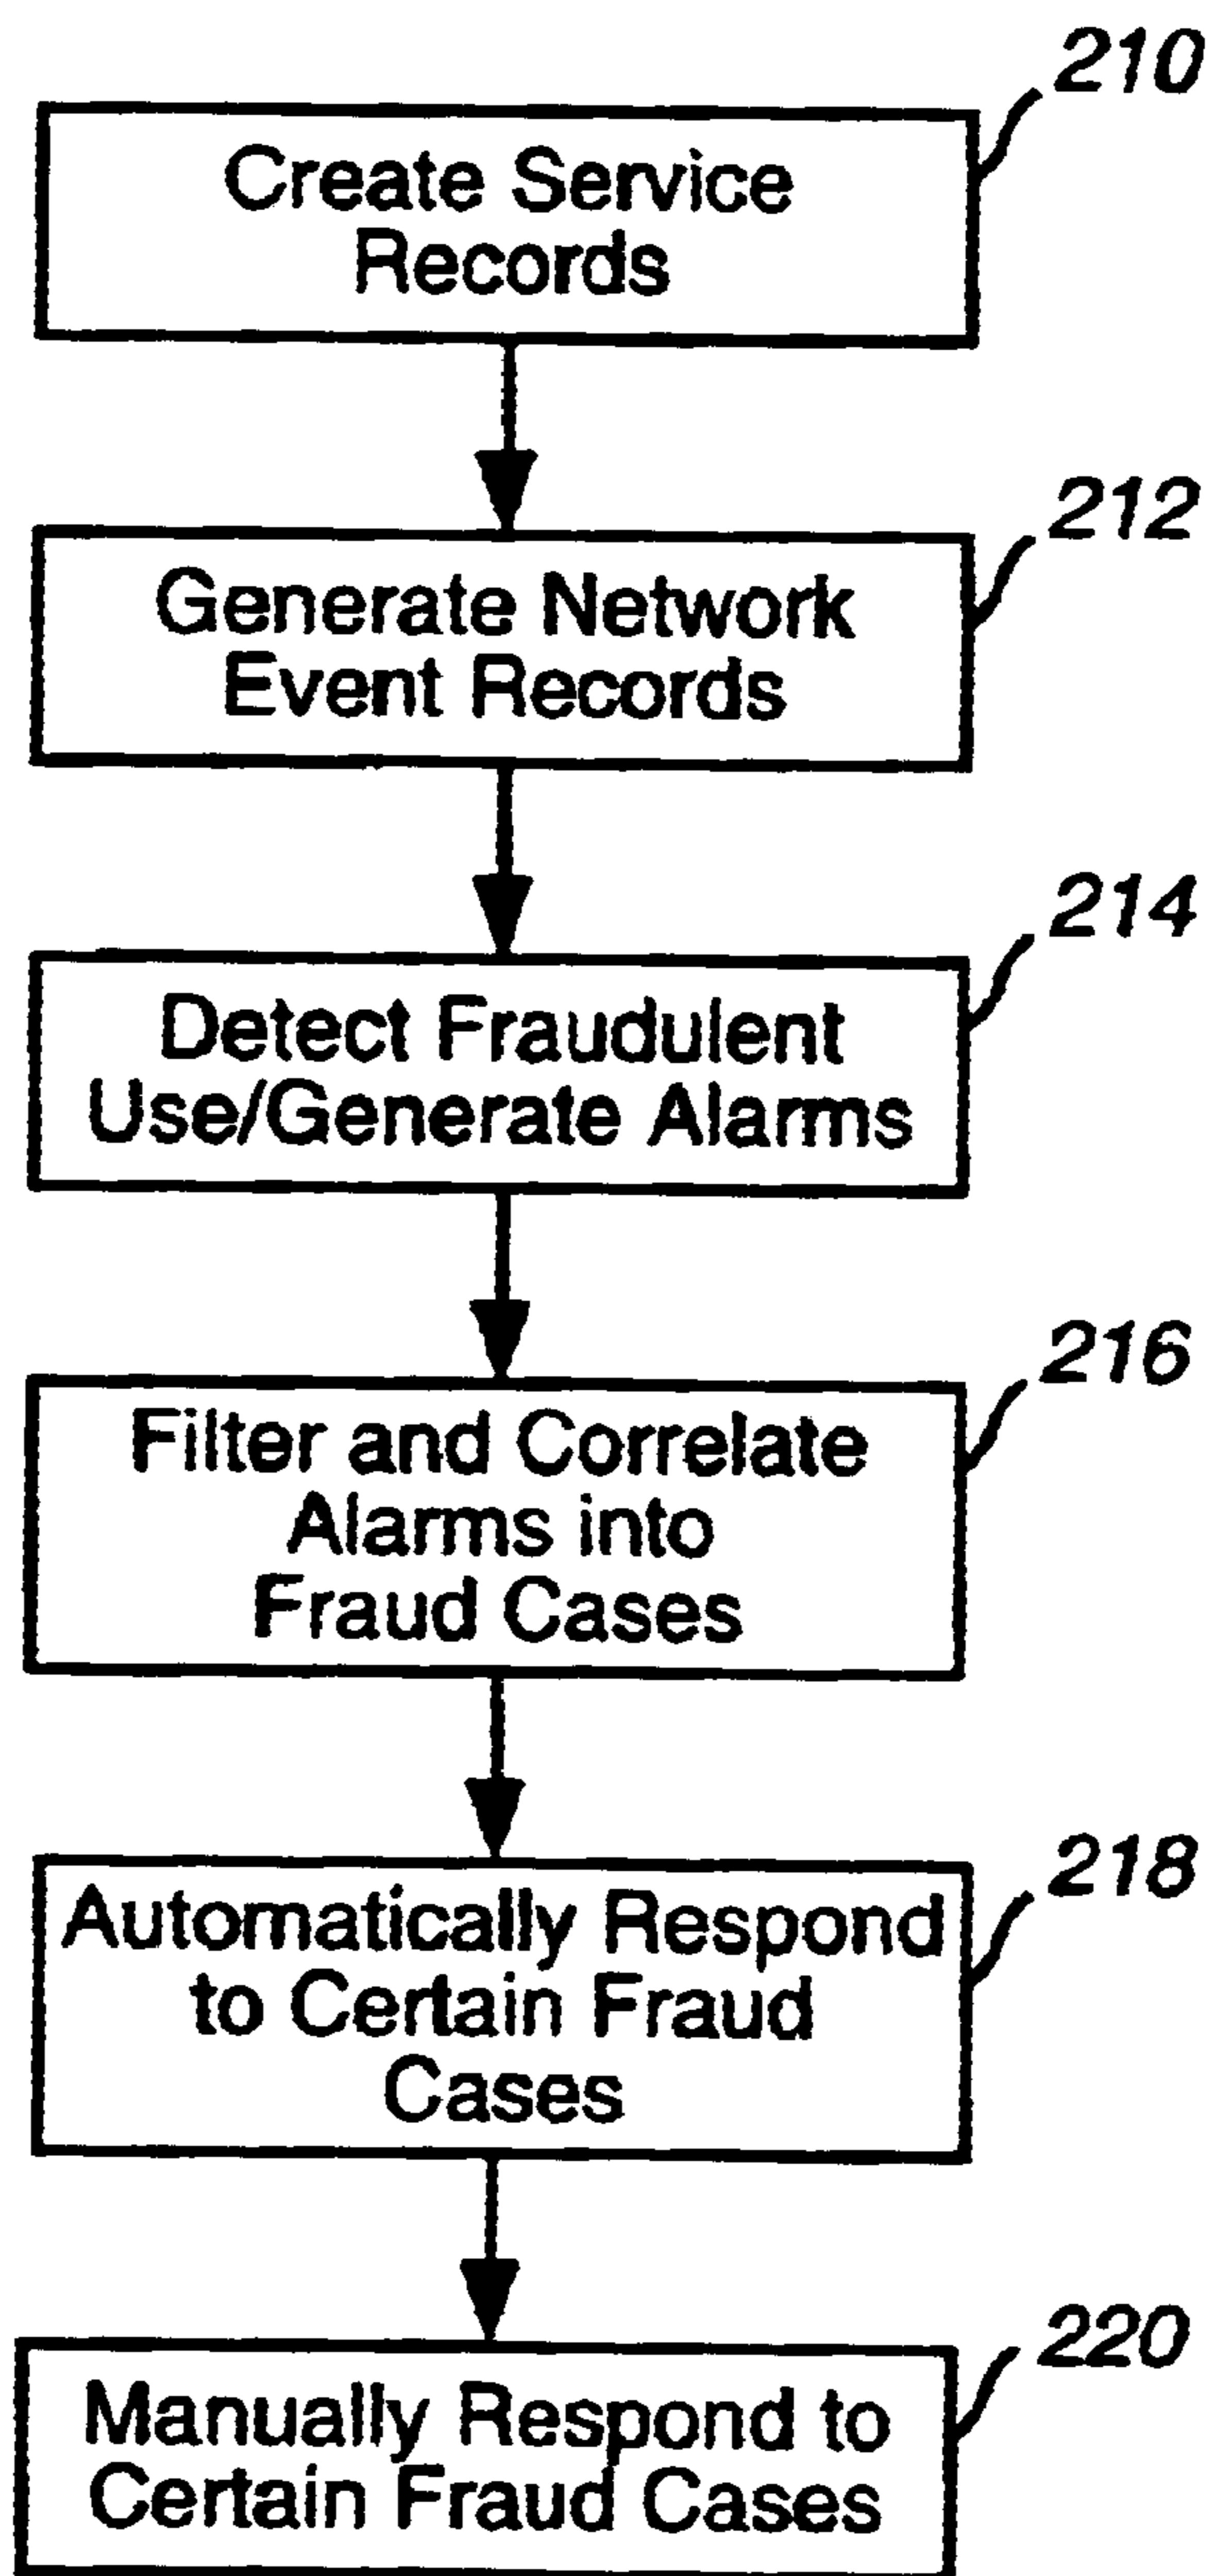 210
Create Service
Records
212
Generate Network
Event Records
214
Detect Fraudulent
Use/Generate Alarms
216
Filter and Correlate
Alarms into
Fraud Cases
218
Automatically Respond
to Certain Fraud
Cases
220
Manually Respond to
Certain Fraud Cases